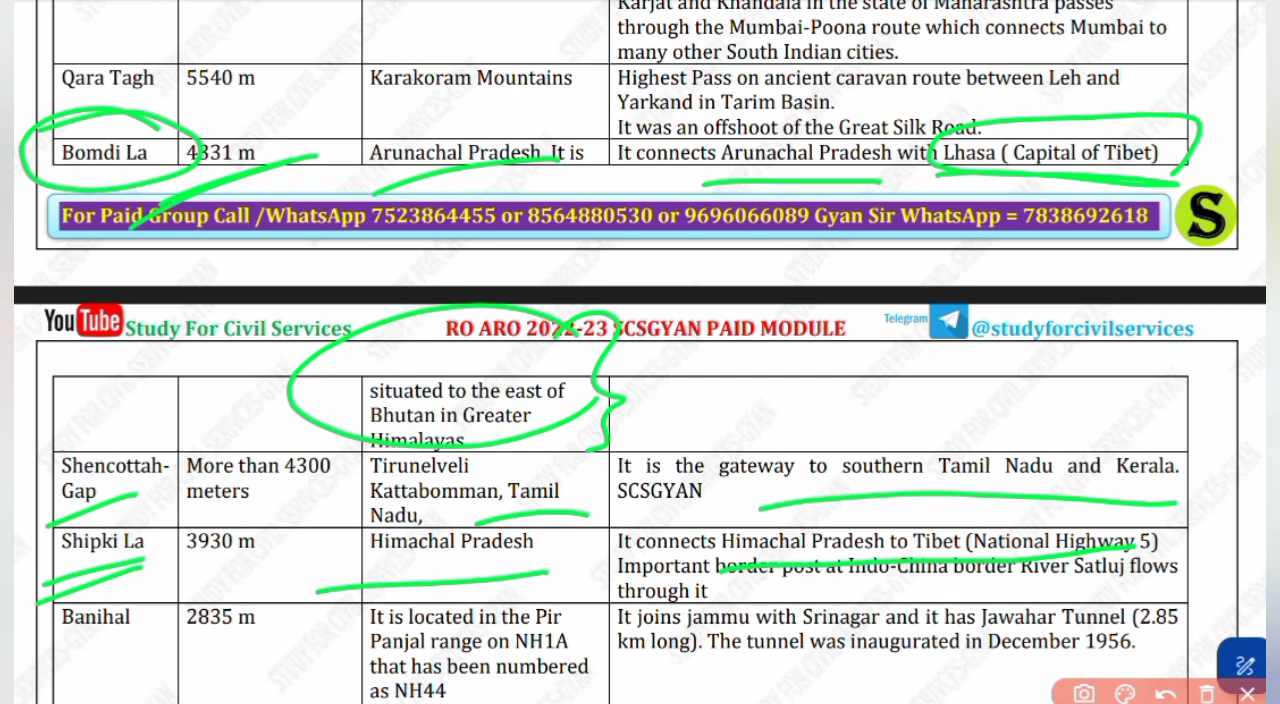 Karjat and Khandala in the state of Maharashtra passes
through the Mumbai-Poona route which connects Mumbai to
many other South Indian cities.
Qara Tagh 5540 m Karakoram Mountains Highest Pass on ancient caravan route between Leh and
Yarkand in Tarim Basin.
It was an offshoot of the Great Silk Road.
Bomdi La 4331 m Arunachal Pradesh. It is It connects Arunachal Pradesh with Lhasa ( Capital of Tibet)
For Paid Group Call /WhatsApp 7523864455 or 8564880530 or 9696066089 Gyan Sir WhatsApp = 7838692618
S
YouTube Study For Civil Services RO ARO 2022-23 SCSGYAN PAID MODULE Telegram @studyforcivilservices
situated to the east of
Bhutan in Greater
Himalayas
Shencottah- More than 4300 Tirunelveli It is the gateway to southern Tamil Nadu and Kerala.
Gap meters Kattabomman, Tamil SCSGYAN
Nadu,
Shipki La 3930 m Himachal Pradesh It connects Himachal Pradesh to Tibet (National Highway 5)
Important border post at Indo-China border River Satluj flows
through it
Banihal 2835 m It is located in the Pir It joins jammu with Srinagar and it has Jawahar Tunnel (2.85
Panjal range on NH1A km long). The tunnel was inaugurated in December 1956.
that has been numbered
as NH44